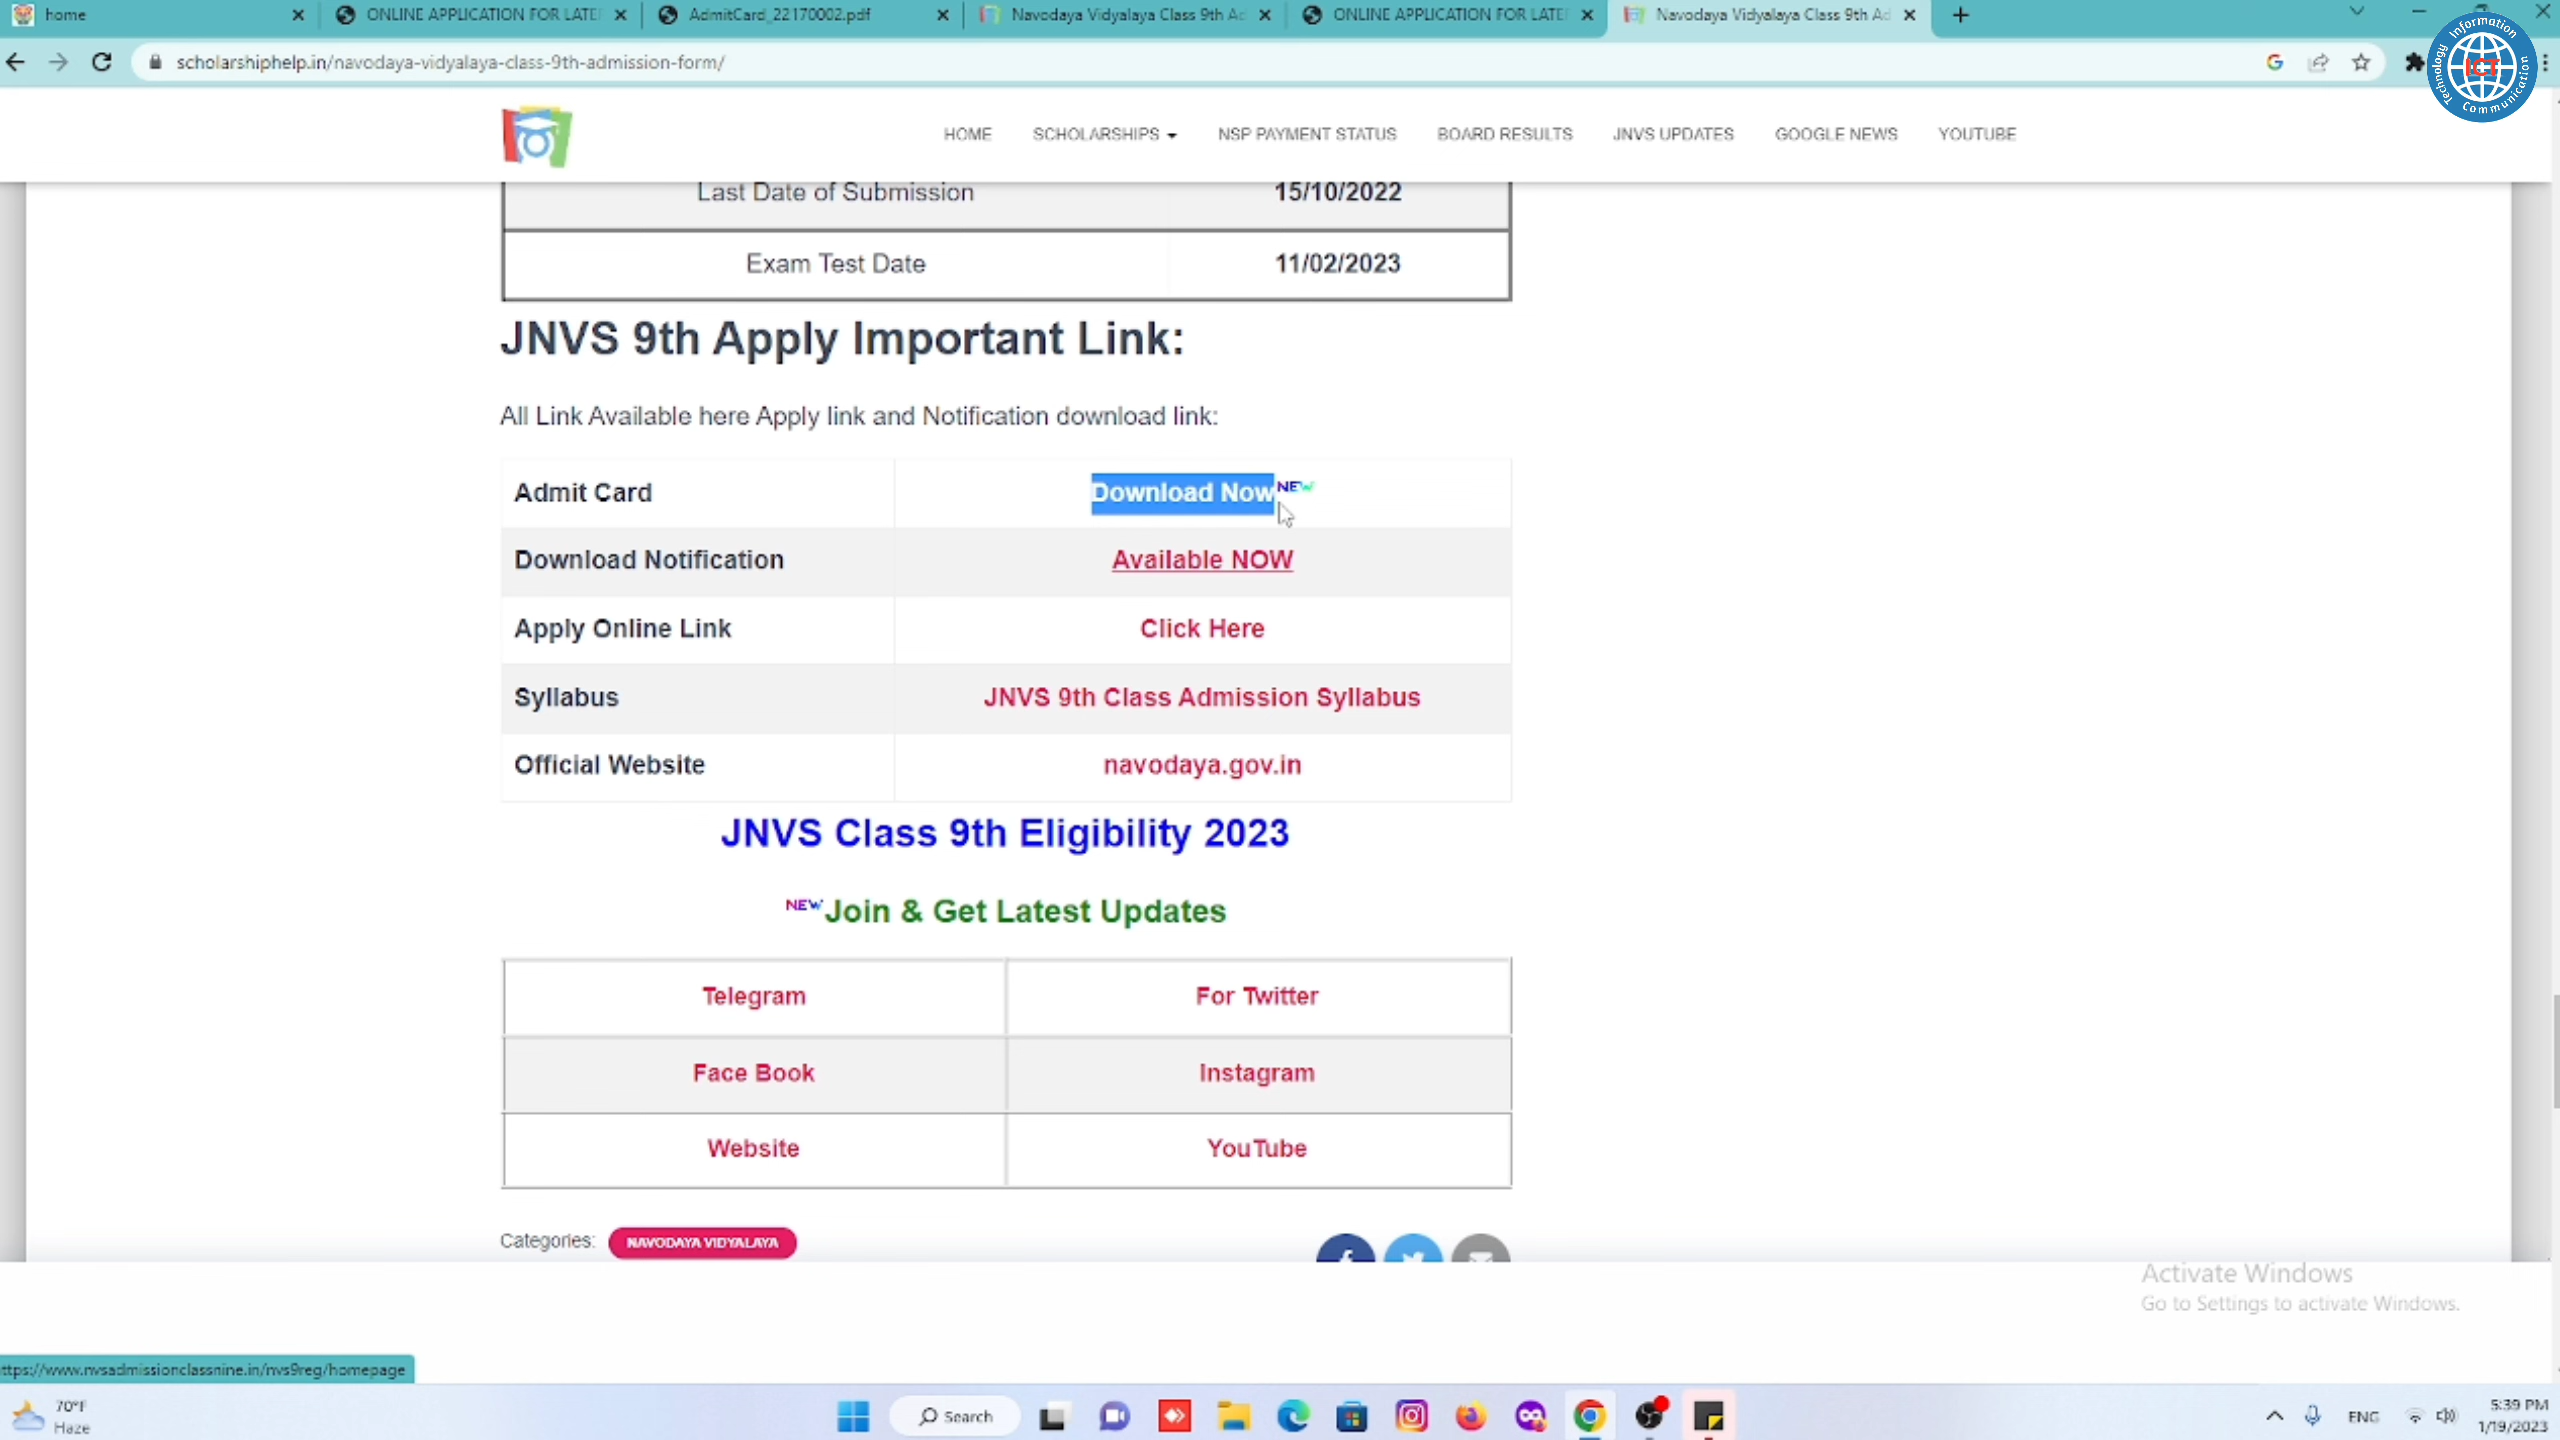 home
ONLINE APPLICATION FOR LATE
AdmitCard_22170002.pdf
Navodaya Vidyalaya Class 9th Ad
ONLINE APPLICATION FOR LATE
Navodaya Vidyalaya Class 9th Ad
scholarshiphelp.in/navodaya-vidyalaya-class-9th-admission-form/
Information
Communication
Technology
ICT
HOME SCHOLARSHIPS NSP PAYMENT STATUS BOARD RESULTS JNVS UPDATES GOOGLE NEWS YOUTUBE
Last Date of Submission 15/10/2022
Exam Test Date 11/02/2023
JNVS 9th Apply Important Link:
All Link Available here Apply link and Notification download link:
Admit Card Download Now NEW
Download Notification Available NOW
Apply Online Link Click Here
Syllabus JNVS 9th Class Admission Syllabus
Official Website navodaya.gov.in
JNVS Class 9th Eligibility 2023
NEW Join & Get Latest Updates
Telegram For Twitter
Face Book Instagram
Website YouTube
Categories: NAVODAYA VIDYALAYA
Activate Windows
Go to Settings to activate Windows.
ttps://www.nvsadmissionclassnine.in/nvs9reg/homepage
70°F
Haze
Search
ENG
5:39 PM
1/19/2023